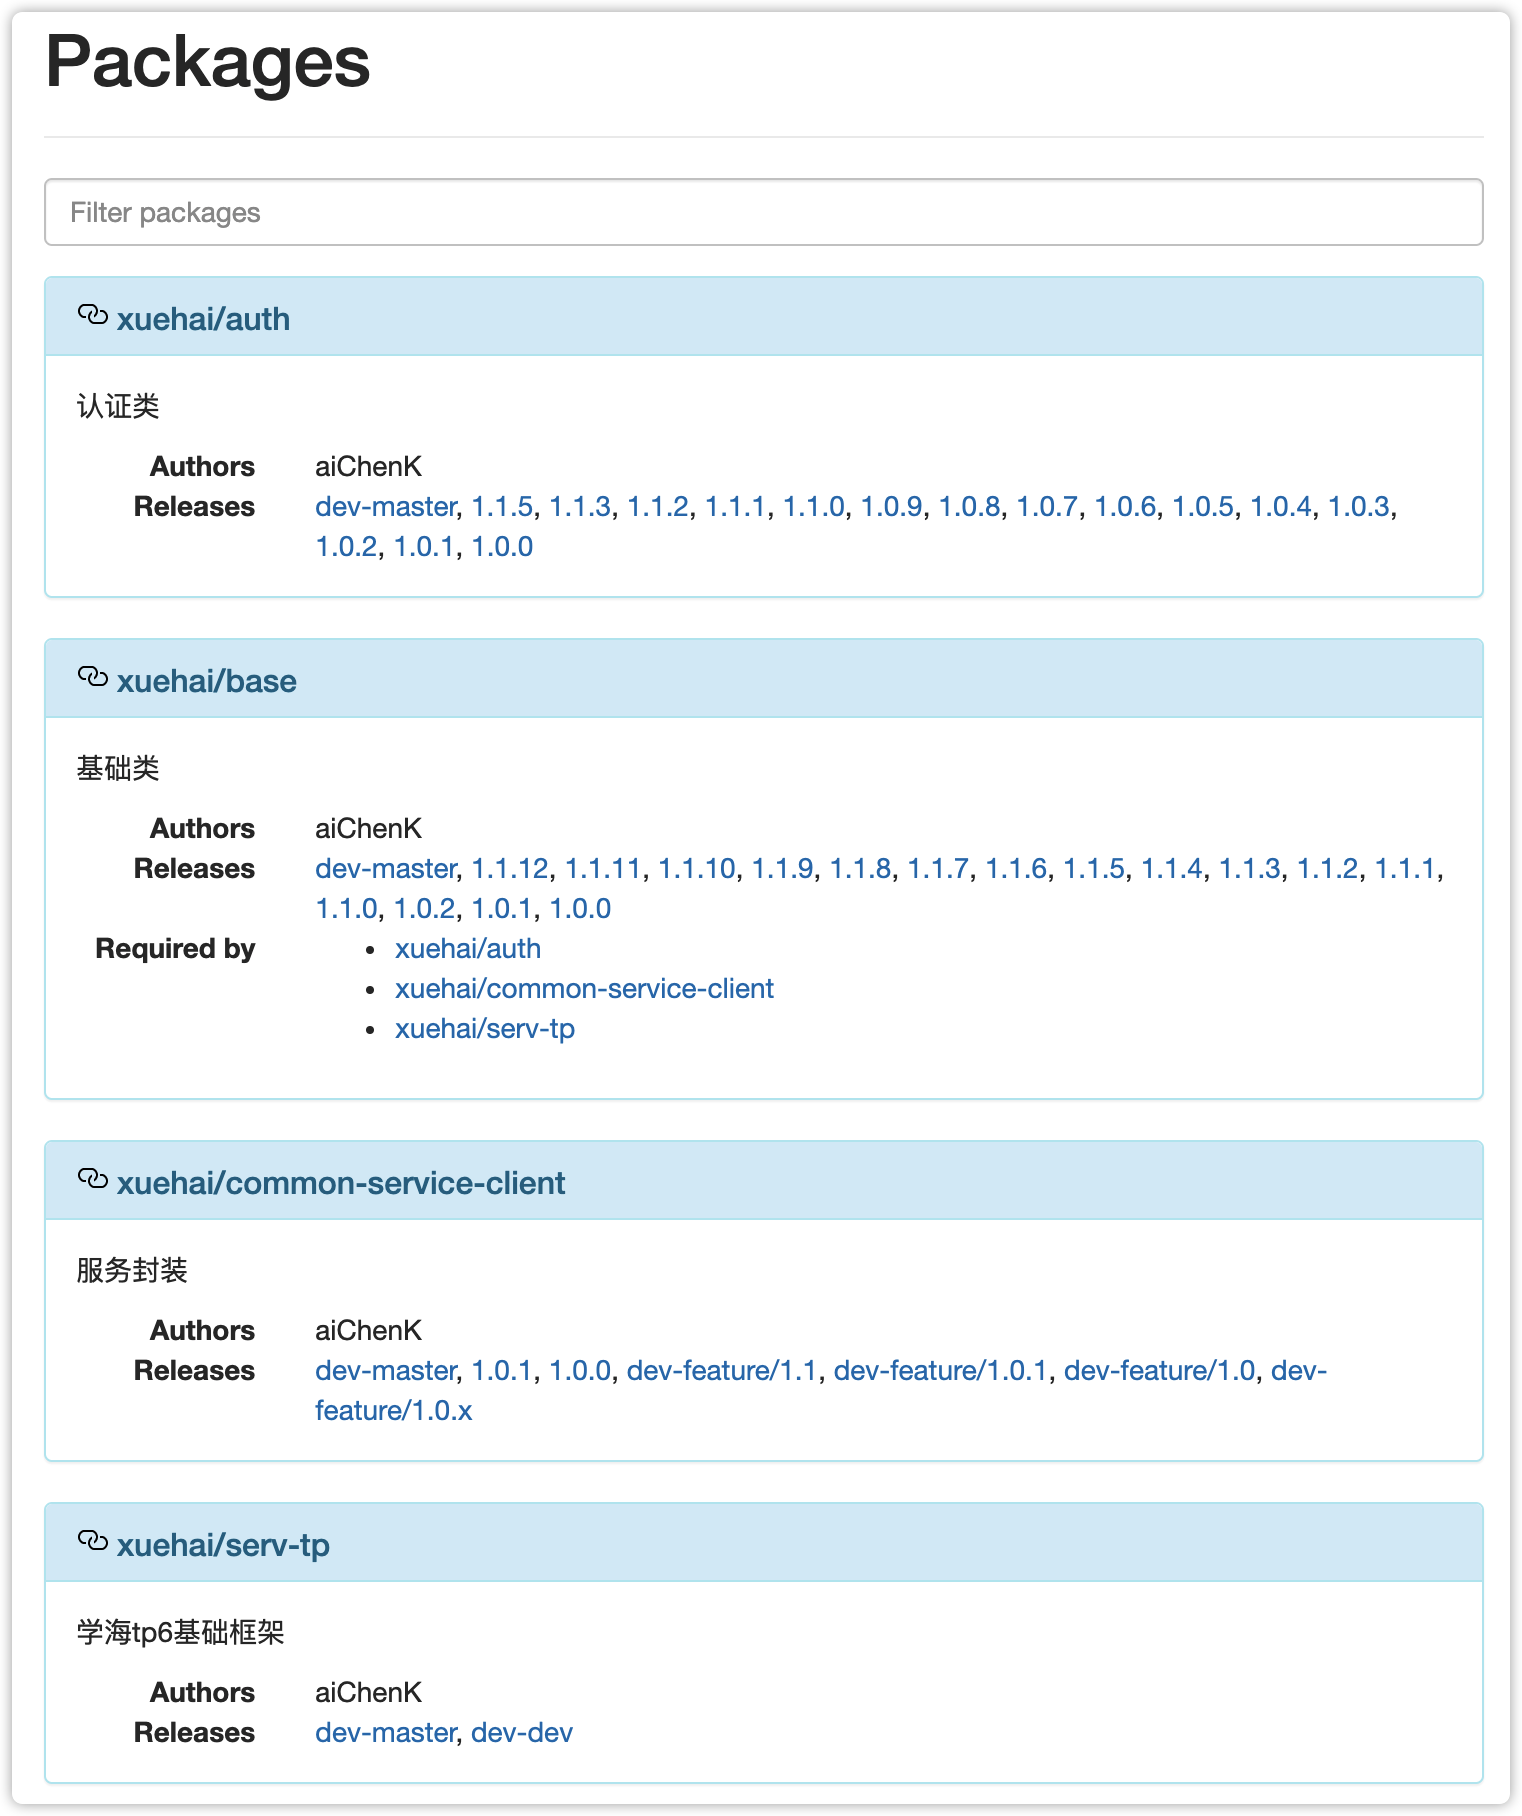 Packages
Filter packages
xuehai/auth
认证类
Authors aiChenK
Releases dev-master, 1.1.5, 1.1.3, 1.1.2, 1.1.1, 1.1.0, 1.0.9, 1.0.8, 1.0.7, 1.0.6, 1.0.5, 1.0.4, 1.0.3,
1.0.2, 1.0.1, 1.0.0
xuehai/base
基础类
Authors aiChenK
Releases dev-master, 1.1.12, 1.1.11, 1.1.10, 1.1.9, 1.1.8, 1.1.7, 1.1.6, 1.1.5, 1.1.4, 1.1.3, 1.1.2, 1.1.1,
1.1.0, 1.0.2, 1.0.1, 1.0.0
Required by • xuehai/auth
• xuehai/common-service-client
• xuehai/serv-tp
xuehai/common-service-client
服务封装
Authors aiChenK
Releases dev-master, 1.0.1, 1.0.0, dev-feature/1.1, dev-feature/1.0.1, dev-feature/1.0, dev-
feature/1.0.x
xuehai/serv-tp
学海tp6基础框架
Authors aiChenK
Releases dev-master, dev-dev